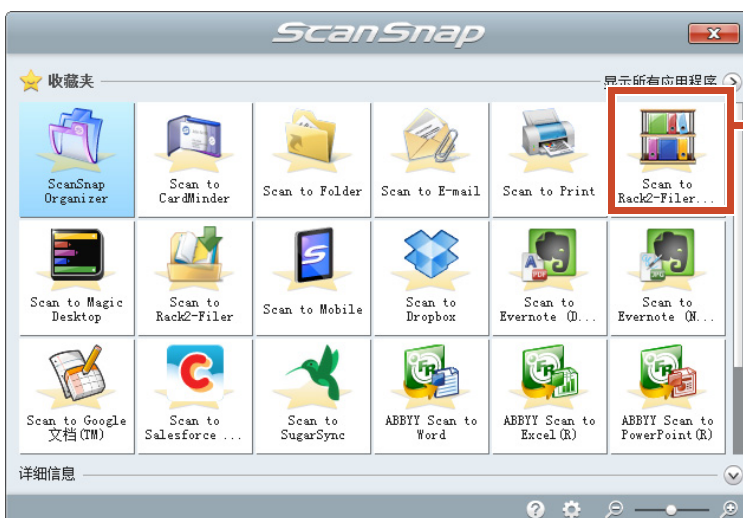 ScanSnap
收藏夹
显示所有应用程序
ScanSnap
Organizer
Scan to
CardMinder
Scan to Folder
Scan to E-mail
Scan to Print
Scan to
Rack2-Filer...
Scan to Magic
Desktop
Scan to
Rack2-Filer
Scan to Mobile
Scan to
Dropbox
Scan to
Evernote (D...
Scan to
Evernote (N...
Scan to Google
文档(TM)
Scan to
Salesforce ...
Scan to
SugarSync
ABBYY Scan to
Word
ABBYY Scan to
Excel(R)
ABBYY Scan to
PowerPoint(R)
详细信息